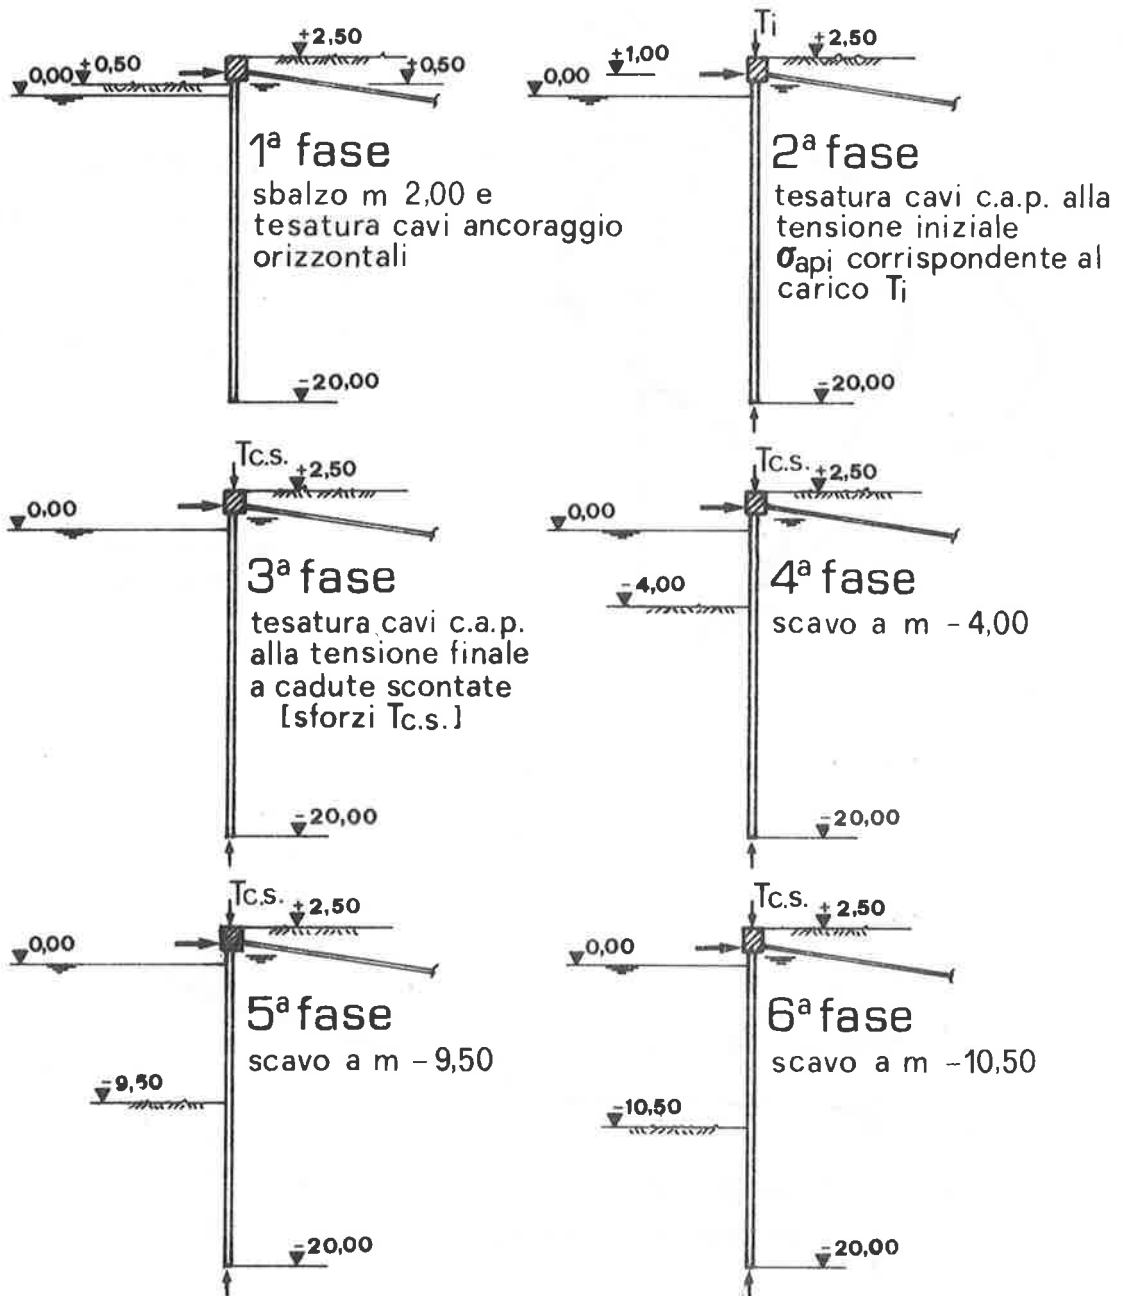 +2,50
+0,50
0,00
+0,50
1ª fase
sbalzo m 2,00 e
tesatura cavi ancoraggio
orizzontali
-20,00
Ti
+2,50
+1,00
0,00
2ª fase
tesatura cavi c.a.p. alla
tensione iniziale
σapi corrispondente al
carico Ti
-20,00
Tc.s.
+2,50
0,00
3ª fase
tesatura cavi c.a.p.
alla tensione finale
a cadute scontate
[sforzi Tc.s.]
-20,00
Tc.s.
+2,50
0,00
-4,00
4ª fase
scavo a m -4,00
-20,00
Tc.s.
+2,50
0,00
5ª fase
scavo a m -9,50
-9,50
-20,00
Tc.s.
+2,50
0,00
6ª fase
scavo a m -10,50
-10,50
-20,00